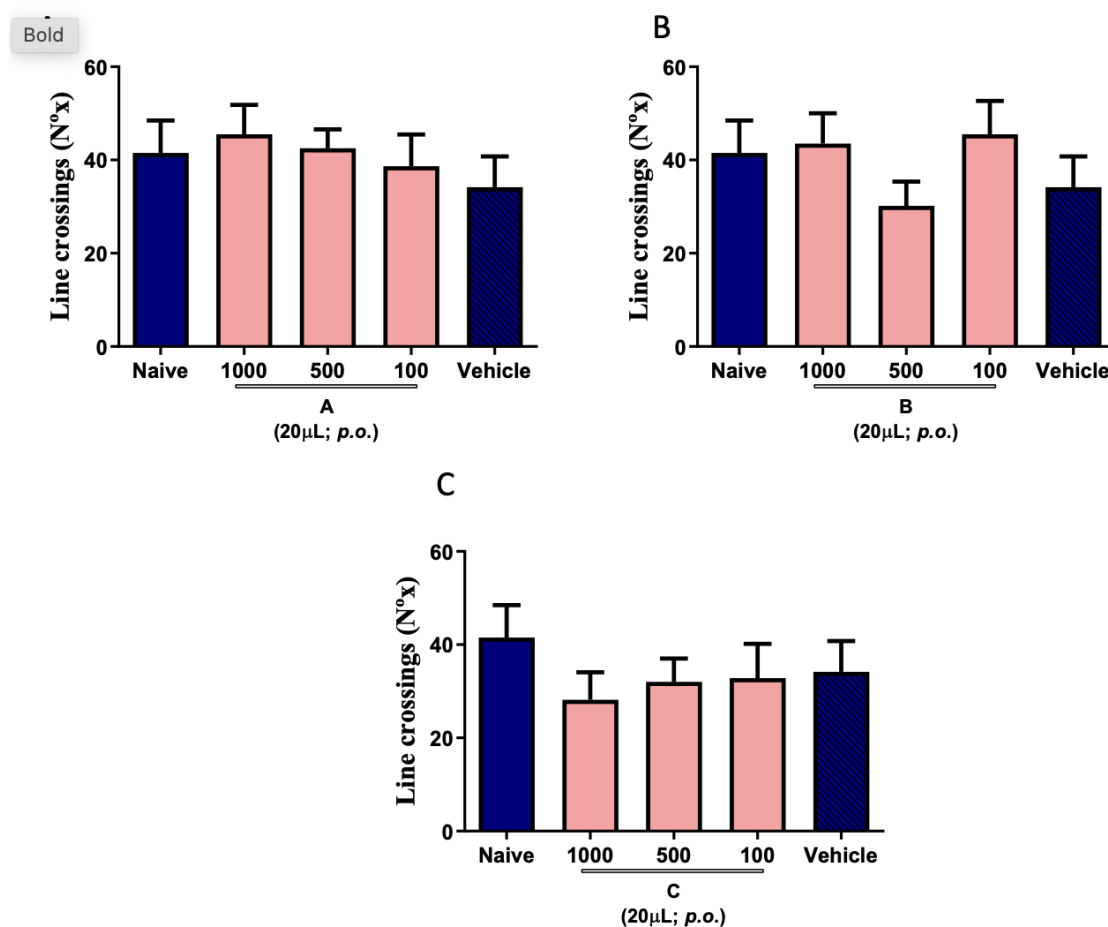 Bold
B
60
40
20
0
Line crossings (Nºx)
Naive 1000 500 100 Vehicle
A
(20μL; p.o.)
60
40
20
0
Line crossings (Nºx)
Naive 1000 500 100 Vehicle
B
(20μL; p.o.)
C
60
40
20
0
Line crossings (Nºx)
Naive 1000 500 100 Vehicle
C
(20μL; p.o.)